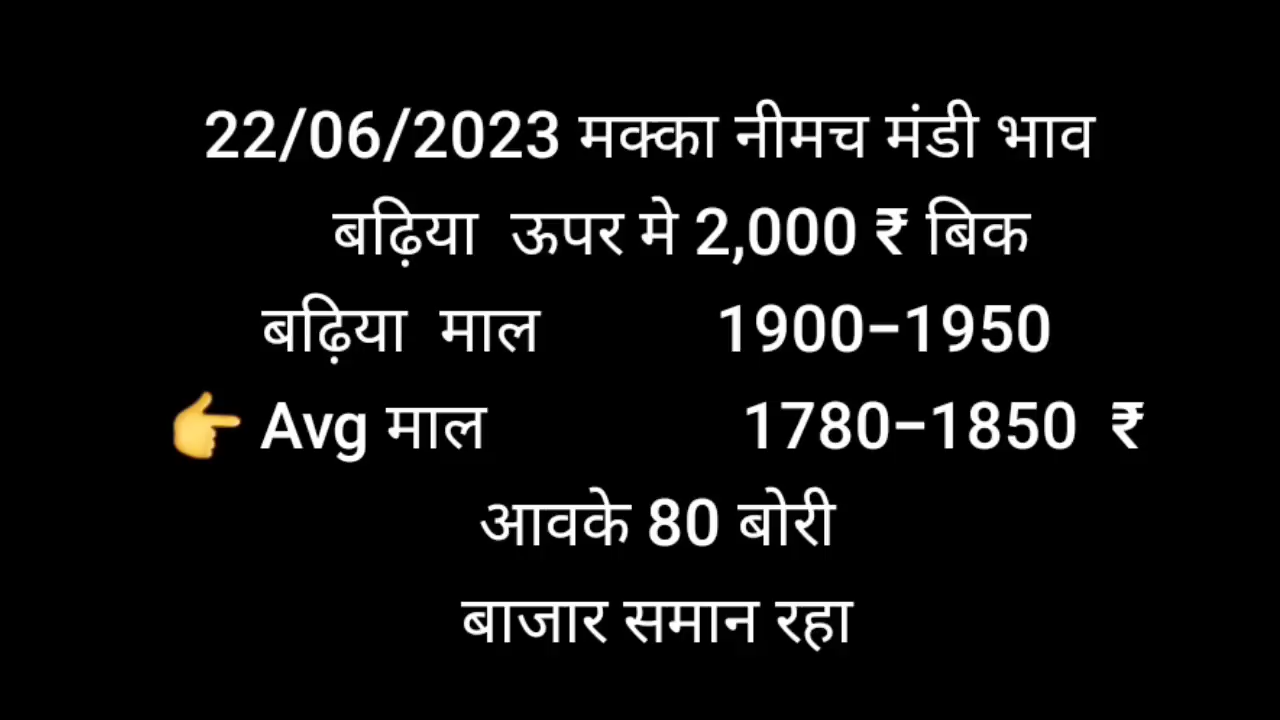 22/06/2023 मक्का नीमच मंडी भाव
बढ़िया ऊपर मे 2,000 ₹ बिक
बढ़िया माल 1900–1950
👉 Avg माल 1780–1850 ₹
आवके 80 बोरी
बाजार समान रहा